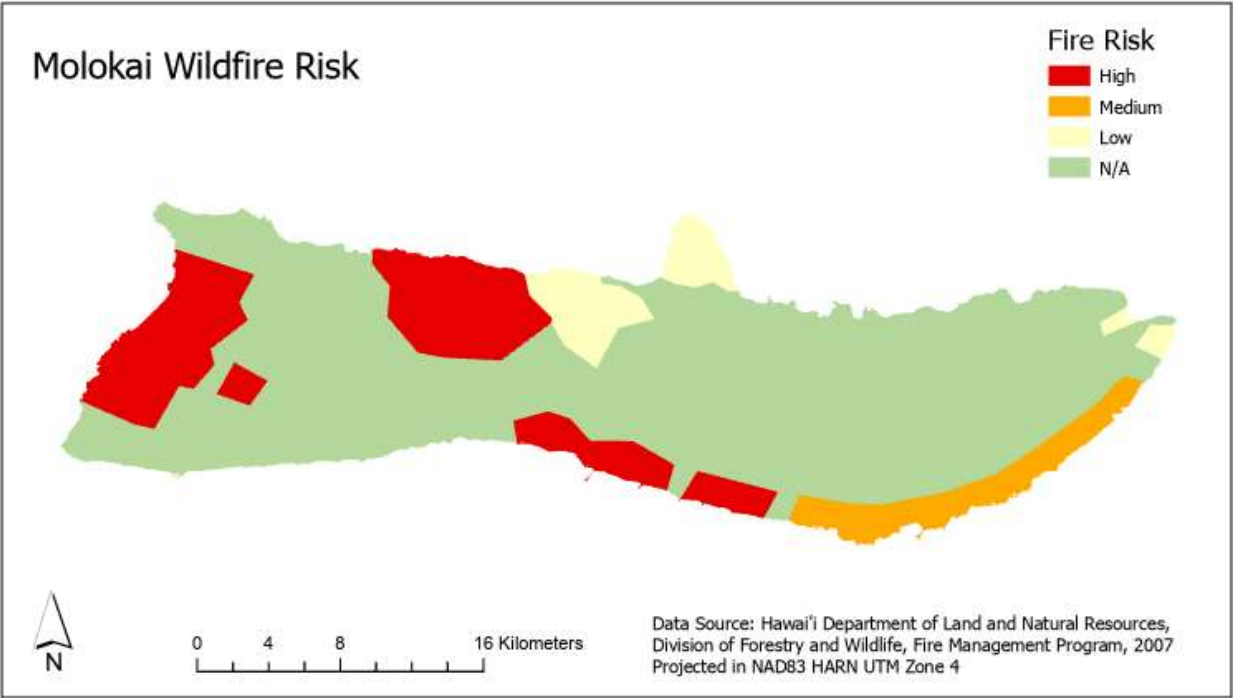 Molokai Wildfire Risk
Fire Risk
High
Medium
Low
N/A
N
0 4 8 16 Kilometers
Data Source: Hawai'i Department of Land and Natural Resources,
Division of Forestry and Wildlife, Fire Management Program, 2007
Projected in NAD83 HARN UTM Zone 4